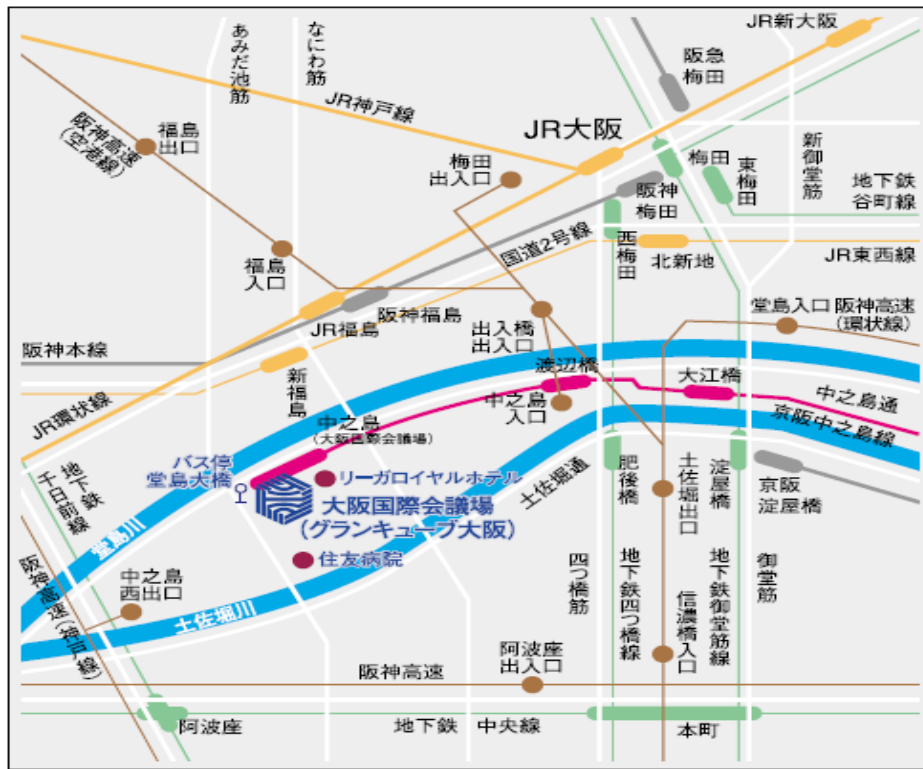 JR新大阪
あみだ池筋
なにわ筋
阪急
梅田
JR神戸線
阪神高速
(空港線)
福島
出口
梅田
出入口
JR大阪
梅田
東梅田
新御堂筋
阪神
梅田
地下鉄
谷町線
福島
入口
国道2号線
西梅田
北新地
JR東西線
阪神福島
JR福島
出入橋
出入口
堂島入口
阪神高速
(環状線)
阪神本線
新福島
渡辺橋
大江橋
中之島通
JR環状線
中之島
(大阪国際会議場)
中之島
入口
京阪中之島線
バス停
堂島大橋
リーガロイヤルホテル
土佐堀通
地下鉄
千日前線
大阪国際会議場
(グランキューブ大阪)
肥後橋
土佐堀出口
淀屋橋
京阪
淀屋橋
堂島川
住友病院
阪神高速(神戸線)
中之島
西出口
土佐堀川
四つ橋筋
地下鉄四つ橋線
信濃橋入口
地下鉄御堂筋線
御堂筋
阪神高速
阿波座
出入口
阿波座
地下鉄 中央線
本町